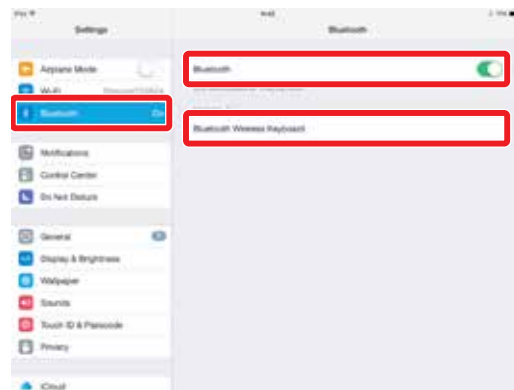 iPad
Settings
Bluetooth
Airplane Mode
Bluetooth
Wi-Fi
Bluetooth On
Bluetooth Wireless Keyboard
Notifications
Control Center
Do Not Disturb
General
Display & Brightness
Wallpaper
Sounds
Touch ID & Passcode
Privacy
iCloud